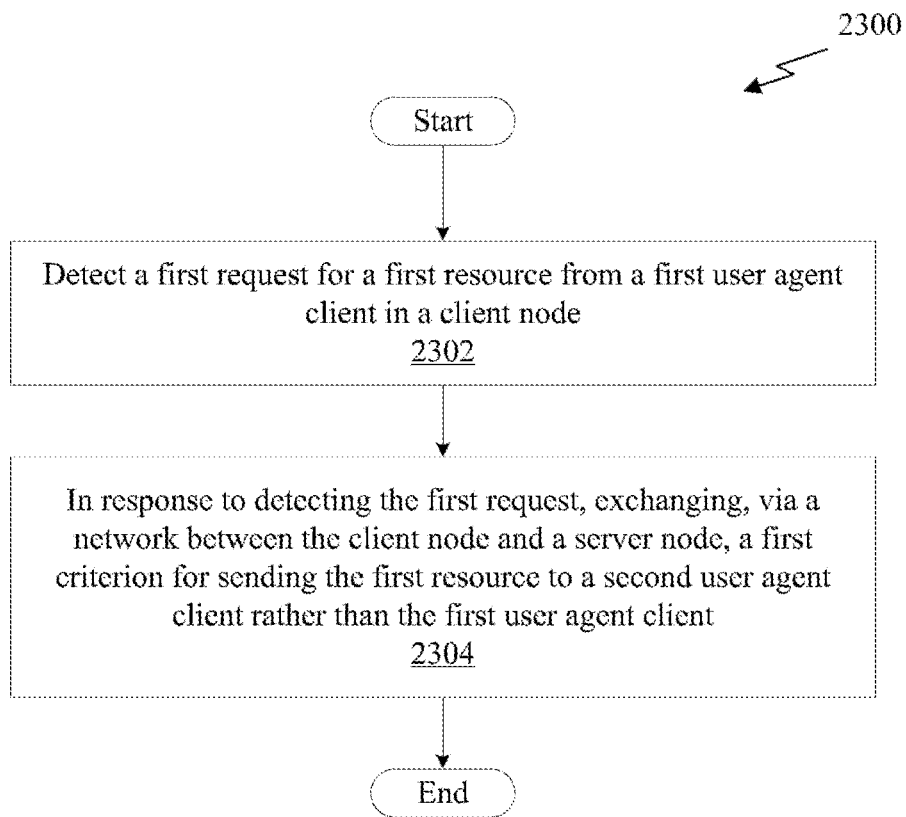 2300
Start
Detect a first request for a first resource from a first user agent
client in a client node
2302
In response to detecting the first request, exchanging, via a
network between the client node and a server node, a first
criterion for sending the first resource to a second user agent
client rather than the first user agent client
2304
End